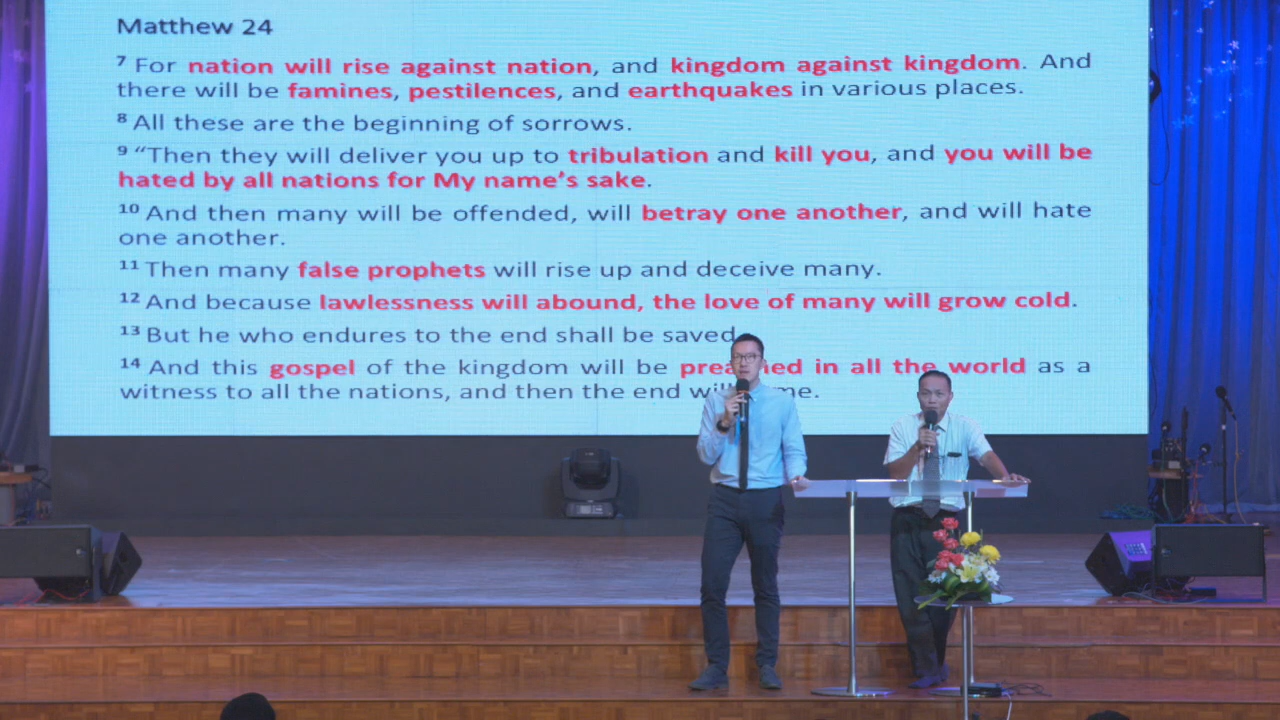 Matthew 24
7 For nation will rise against nation, and kingdom against kingdom. And
there will be famines, pestilences, and earthquakes in various places.
8 All these are the beginning of sorrows.
9 “Then they will deliver you up to tribulation and kill you, and you will be
hated by all nations for My name’s sake.
10 And then many will be offended, will betray one another, and will hate
one another.
11 Then many false prophets will rise up and deceive many.
12 And because lawlessness will abound, the love of many will grow cold.
13 But he who endures to the end shall be saved
14 And this gospel of the kingdom will be in all the world as a
witness to all the nations, and then the end